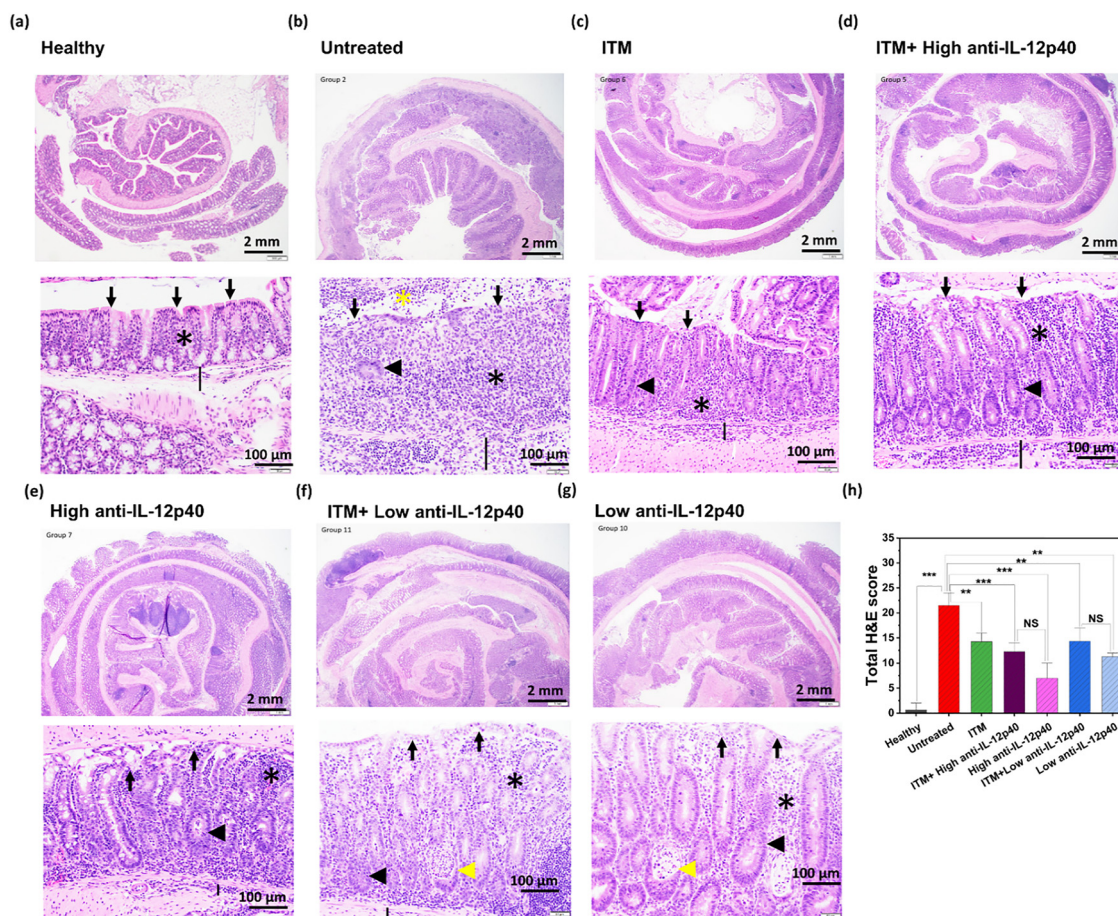 (a)
Healthy
(b)
Untreated
(c)
ITM
(d)
ITM+ High anti-IL-12p40
Group 2
Group 6
Group 5
2 mm
2 mm
2 mm
2 mm
*
*
*
*
*
100 µm
100 µm
100 µm
100 µm
(e)
High anti-IL-12p40
(f)
ITM+ Low anti-IL-12p40
(g)
Low anti-IL-12p40
(h)
Group 7
Group 11
Group 10
2 mm
2 mm
2 mm
*
*
*
100 µm
100 µm
100 µm
Total H&E score
35
30
25
20
15
10
5
0
***
**
***
***
**
**
NS
NS
Healthy
Untreated
ITM
ITM+ High anti-IL-12p40
High anti-IL-12p40
ITM+Low anti-IL-12p40
Low anti-IL-12p40